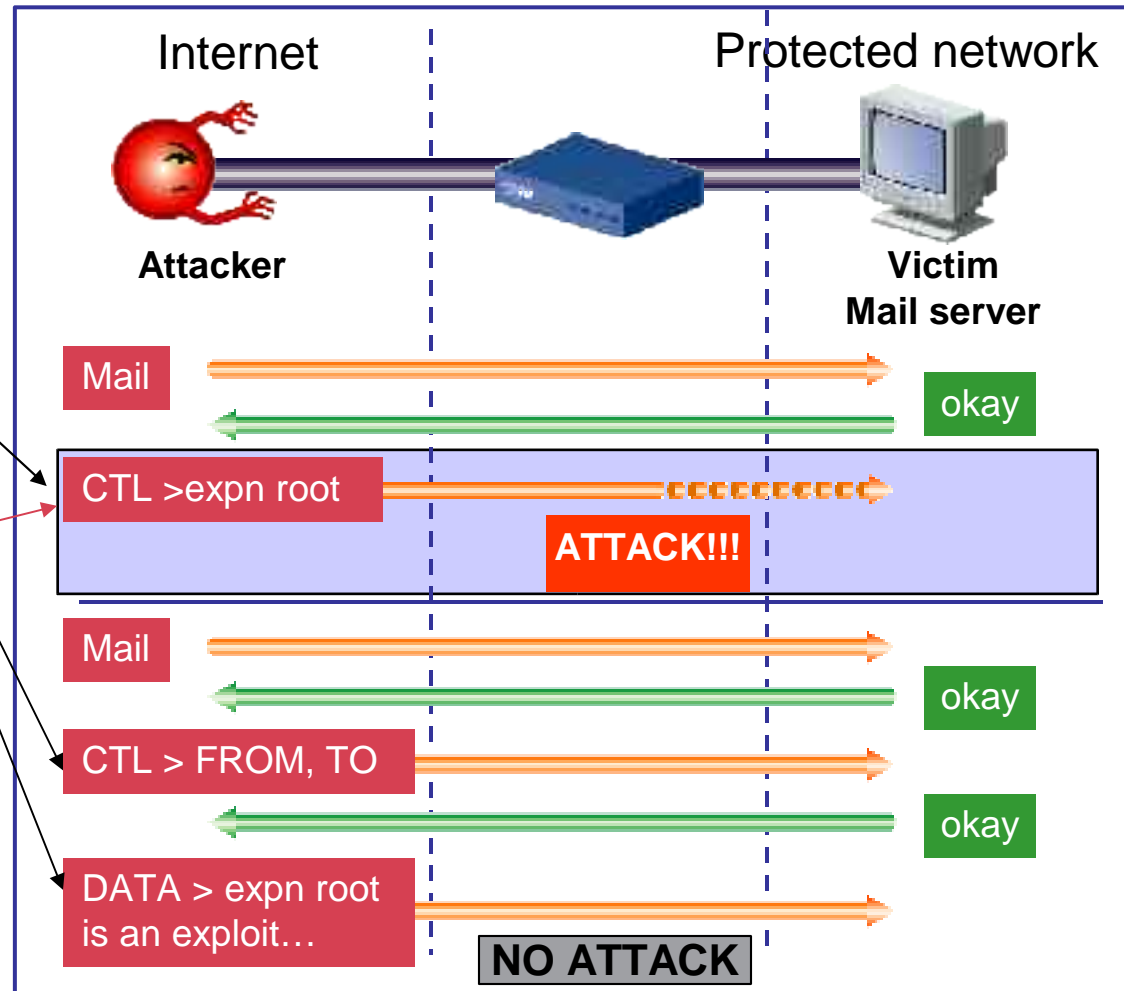 Internet
Protected network
Attacker
Victim
Mail server
Mail
okay
CTL >expn root
ATTACK!!!
Mail
okay
CTL > FROM, TO
okay
DATA > expn root
is an exploit…
NO ATTACK